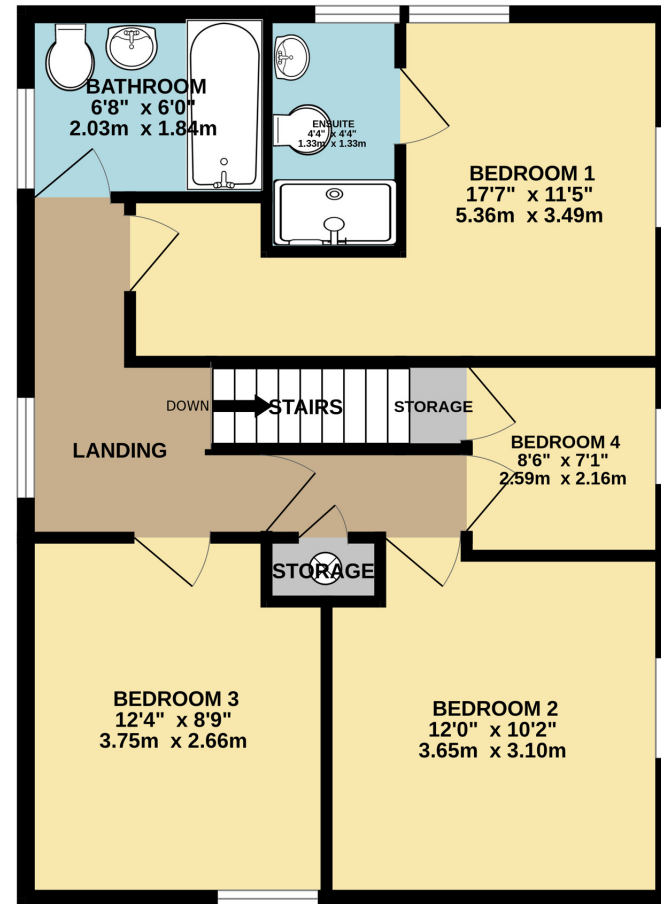 BATHROOM
6'8" x 6'0"
2.03m x 1.84m
ENSUITE
4'4" x 4'4"
1.33m x 1.33m
BEDROOM 1
17'7" x 11'5"
5.36m x 3.49m
DOWN
STAIRS
STORAGE
LANDING
BEDROOM 4
8'6" x 7'1"
2.59m x 2.16m
STORAGE
BEDROOM 3
12'4" x 8'9"
3.75m x 2.66m
BEDROOM 2
12'0" x 10'2"
3.65m x 3.10m